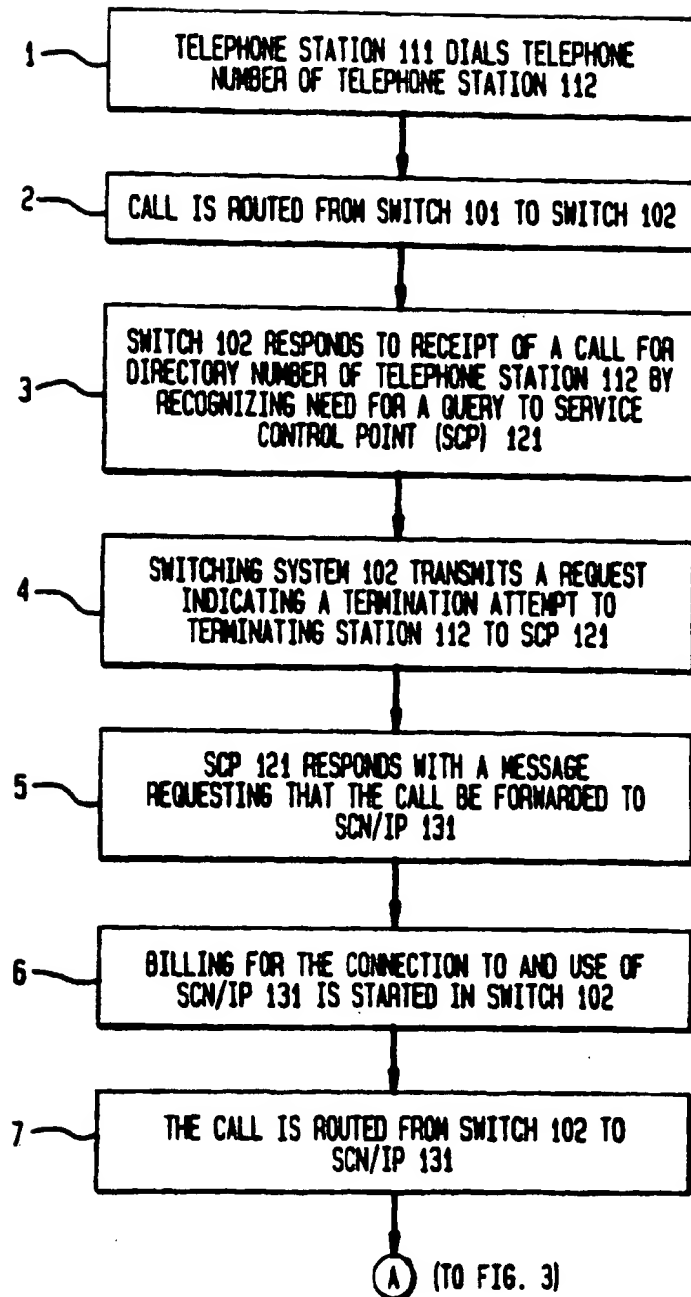 1
TELEPHONE STATION 111 DIALS TELEPHONE
NUMBER OF TELEPHONE STATION 112
2
CALL IS ROUTED FROM SWITCH 101 TO SWITCH 102
3
SWITCH 102 RESPONDS TO RECEIPT OF A CALL FOR
DIRECTORY NUMBER OF TELEPHONE STATION 112 BY
RECOGNIZING NEED FOR A QUERY TO SERVICE
CONTROL POINT (SCP) 121
4
SWITCHING SYSTEM 102 TRANSMITS A REQUEST
INDICATING A TERMINATION ATTEMPT TO
TERMINATING STATION 112 TO SCP 121
5
SCP 121 RESPONDS WITH A MESSAGE
REQUESTING THAT THE CALL BE FORWARDED TO
SCN/IP 131
6
BILLING FOR THE CONNECTION TO AND USE OF
SCN/IP 131 IS STARTED IN SWITCH 102
7
THE CALL IS ROUTED FROM SWITCH 102 TO
SCN/IP 131
A (TO FIG. 3)